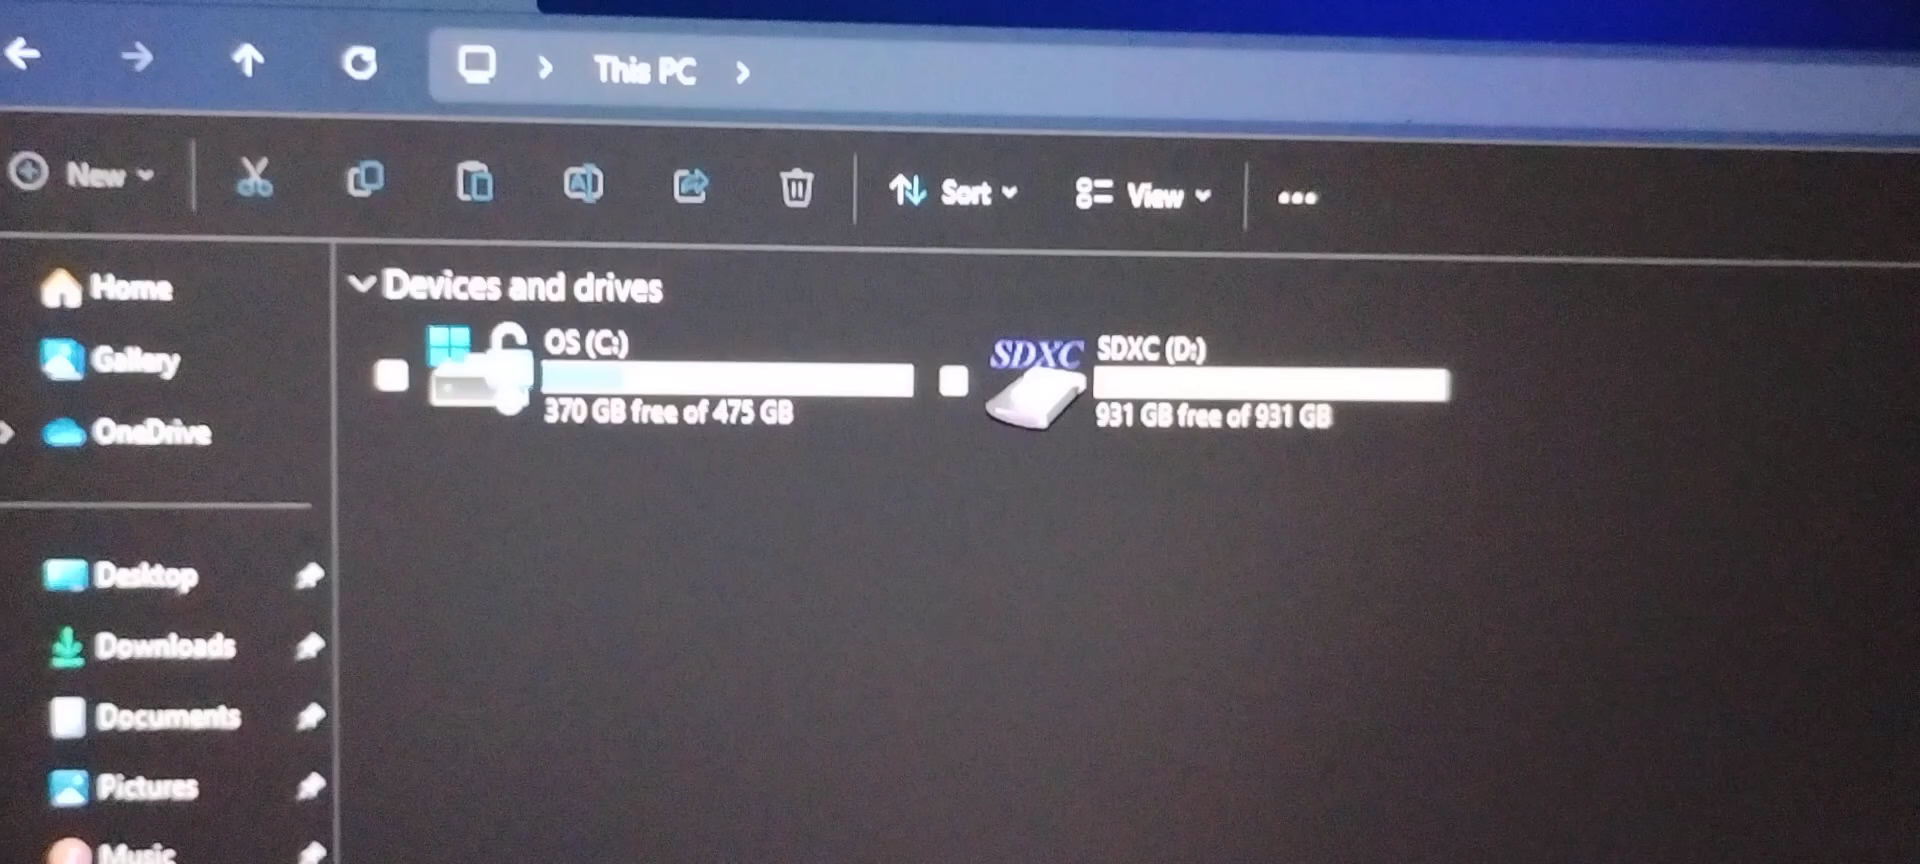 This PC
New
Sort
View
Home
Gallery
OneDrive
Desktop
Downloads
Documents
Pictures
Music
Devices and drives
OS (C:)
370 GB free of 475 GB
SDXC
SDXC (D:)
931 GB free of 931 GB